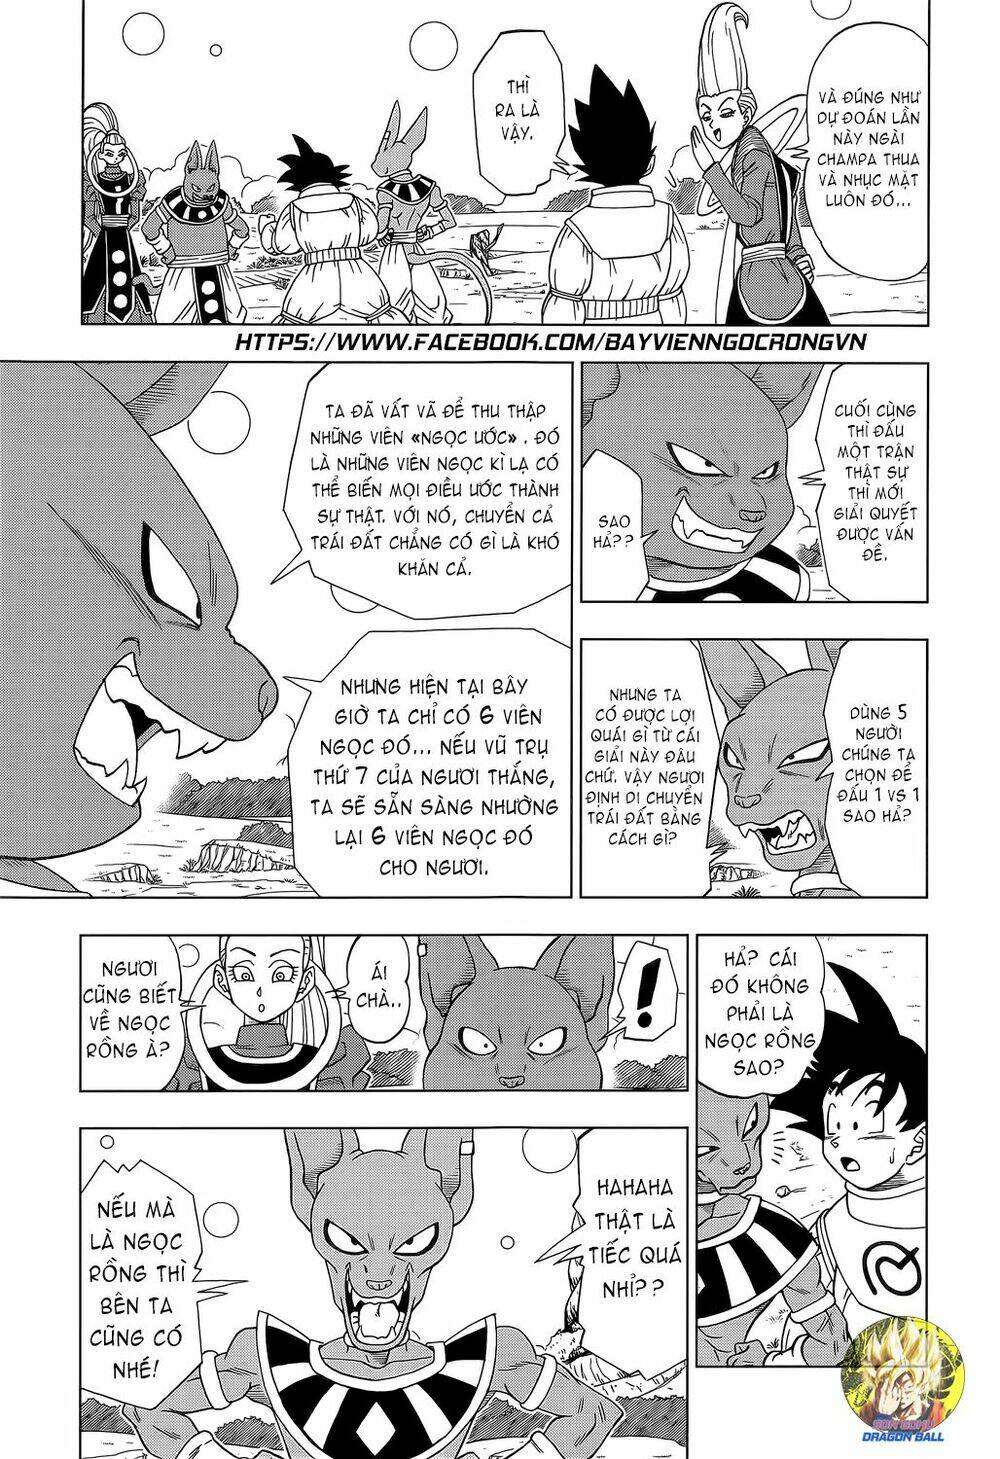 VÀ ĐÚNG NHƯ
DỰ ĐOÁN LẦN
NÀY NGÀI
CHAMPA THUA
VÀ NHỤC MẶT
LUÔN ĐÓ...
THÌ
RA LÀ
VẬY.
HTTPS://WWW.FACEBOOK.COM/BAYVIENNGOCRONGVN
CUỐI CÙNG
THÌ ĐẤU
MỘT TRẬN
THẬT SỰ
THÌ MỚI
GIẢI QUYẾT
ĐƯỢC VẤN
ĐỀ.
SAO
HẢ??
DÙNG 5
NGƯỜI
CHÚNG TA
CHỌN ĐỀ
ĐẤU 1 VS 1
SAO HẢ?
NHƯNG TA
CÓ ĐƯỢC LỢI
QUÁI GÌ TỪ CÁI
GIẢI NÀY ĐÂU
CHỨ. VẬY NGƯƠI
ĐỊNH DI CHUYỂN
TRÁI ĐẤT BẰNG
CÁCH GÌ?
TA ĐÃ VẤT VÃ ĐỂ THU THẬP
NHỮNG VIÊN «NGỌC ƯỚC» . ĐÓ
LÀ NHỮNG VIÊN NGỌC KÌ LẠ CÓ
THỂ BIẾN MỌI ĐIỀU ƯỚC THÀNH
SỰ THẬT. VỚI NÓ, CHUYỂN CẢ
TRÁI ĐẤT CHẲNG CÓ GÌ LÀ KHÓ
KHĂN CẢ.
NHƯNG HIỆN TẠI BÂY
GIỜ TA CHỈ CÓ 6 VIÊN
NGỌC ĐÓ... NẾU VŨ TRỤ
THỨ 7 CỦA NGƯƠI THẮNG,
TA SẼ SẴN SÀNG NHƯỜNG
LẠI 6 VIÊN NGỌC ĐÓ
CHO NGƯƠI.
HẢ? CÁI
ĐÓ KHÔNG
PHẢI LÀ
NGỌC RỒNG
SAO?
!
ÁI
CHÀ..
NGƯƠI
CŨNG BIẾT
VỀ NGỌC
RỒNG À?
HAHAHA
THẬT LÀ
TIẾC QUÁ
NHỈ??
NẾU MÀ
LÀ NGỌC
RỒNG THÌ
BÊN TA
CŨNG CÓ
NHÉ!
DRAGON BALL